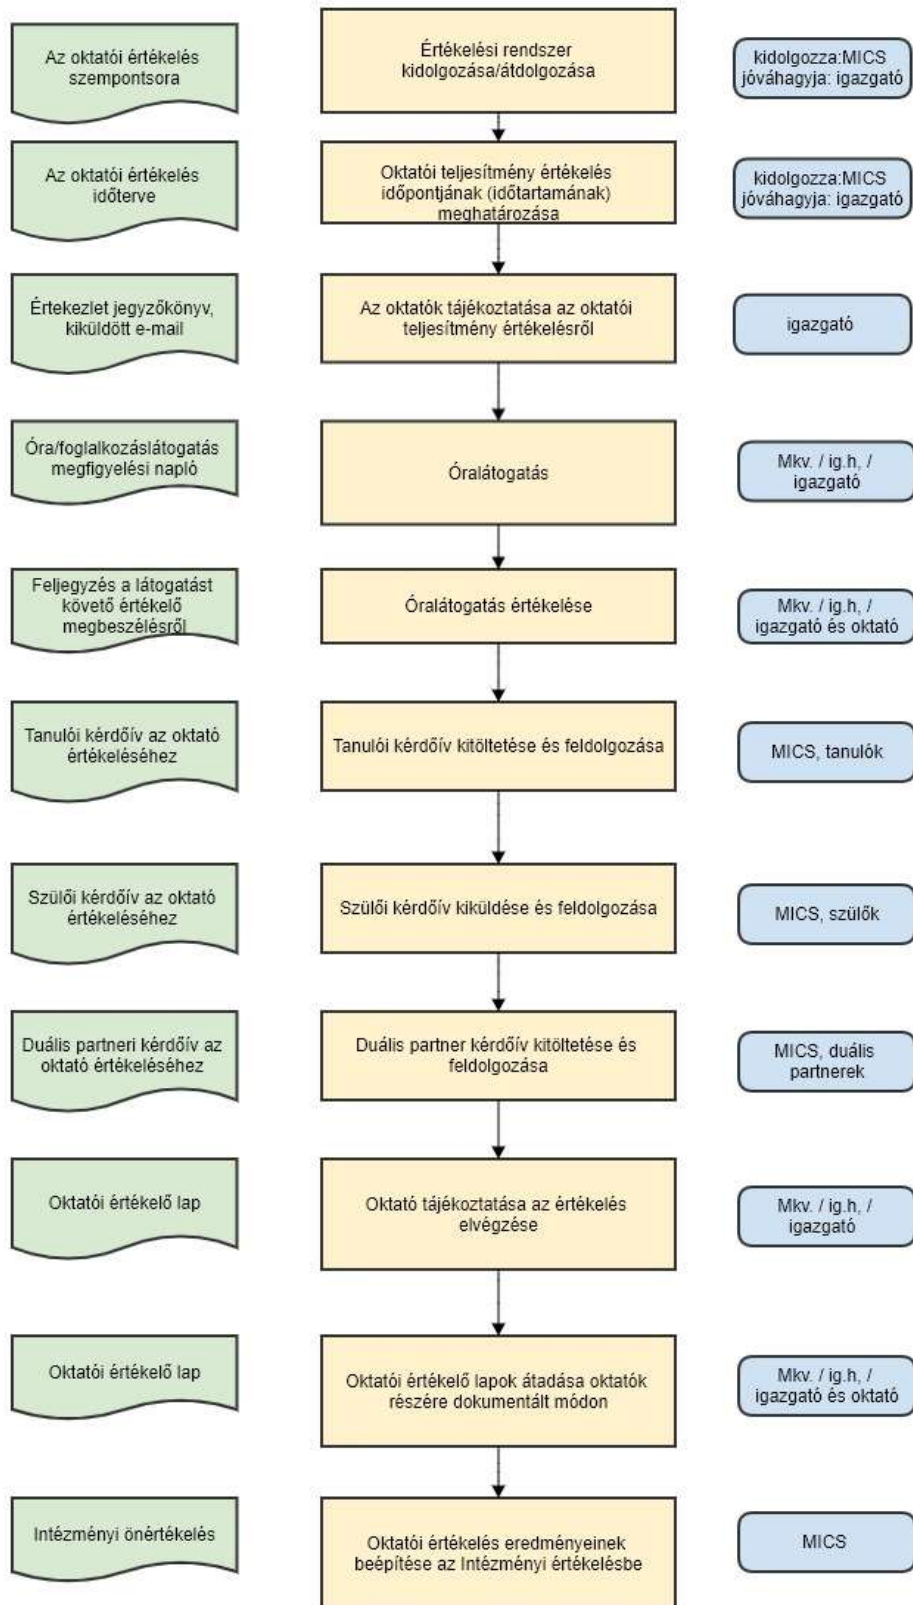 Az oktatói értékelés
szempontsora
Értékelési rendszer
kidolgozása/átdolgozása
kidolgozza:MICS
jóváhagyja: igazgató
Az oktatói értékelés
időterve
Oktatói teljesítmény értékelés
időpontjának (időtartamának)
meghatározása
kidolgozza:MICS
jóváhagyja: igazgató
Értekezlet jegyzőkönyv,
kiküldött e-mail
Az oktatók tájékoztatása az oktatói
teljesítmény értékelésről
igazgató
Óra/foglalkozáslátogatás
megfigyelési napló
Óralátogatás
Mkv. / ig.h, /
igazgató
Feljegyzés a látogatást
követő értékelő
megbeszélésről
Óralátogatás értékelése
Mkv. / ig.h, /
igazgató és oktató
Tanulói kérdőív az oktató
értékeléséhez
Tanulói kérdőív kitöltetése és feldolgozása
MICS, tanulók
Szülői kérdőív az oktató
értékeléséhez
Szülői kérdőív kiküldése és feldolgozása
MICS, szülők
Duális partneri kérdőív az
oktató értékeléséhez
Duális partner kérdőív kitöltetése és
feldolgozása
MICS, duális
partnerek
Oktatói értékelő lap
Oktató tájékoztatása az értékelés
elvégzése
Mkv. / ig.h, /
igazgató
Oktatói értékelő lap
Oktatói értékelő lapok átadása oktatók
részére dokumentált módon
Mkv. / ig.h, /
igazgató és oktató
Intézményi önértékelés
Oktatói értékelés eredményeinek
beépítése az Intézményi értékelésbe
MICS